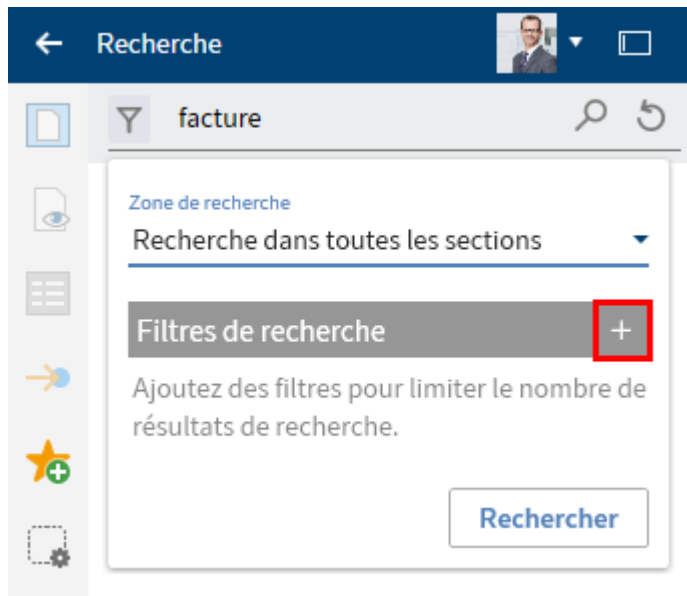 Recherche
facture
Zone de recherche
Recherche dans toutes les sections
Filtres de recherche +
Ajoutez des filtres pour limiter le nombre de
résultats de recherche.
Rechercher